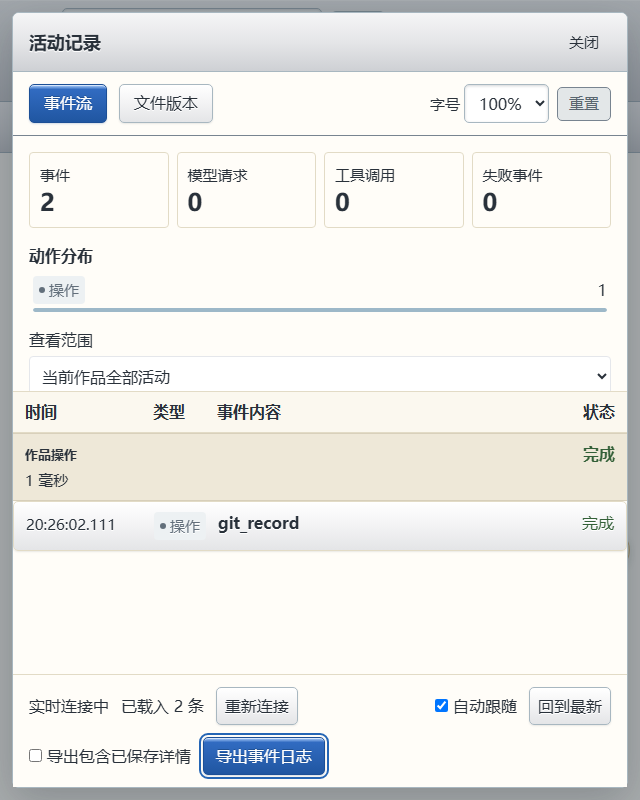 活动记录 关闭
事件流 文件版本 字号 100% 重置
事件 模型请求 工具调用 失败事件
2 0 0 0
动作分布
操作 1
查看范围
当前作品全部活动
时间 类型 事件内容 状态
作品操作 完成
1 毫秒
20:26:02.111 操作 git_record 完成
实时连接中 已载入 2 条 重新连接 自动跟随 回到最新
导出包含已保存详情 导出事件日志